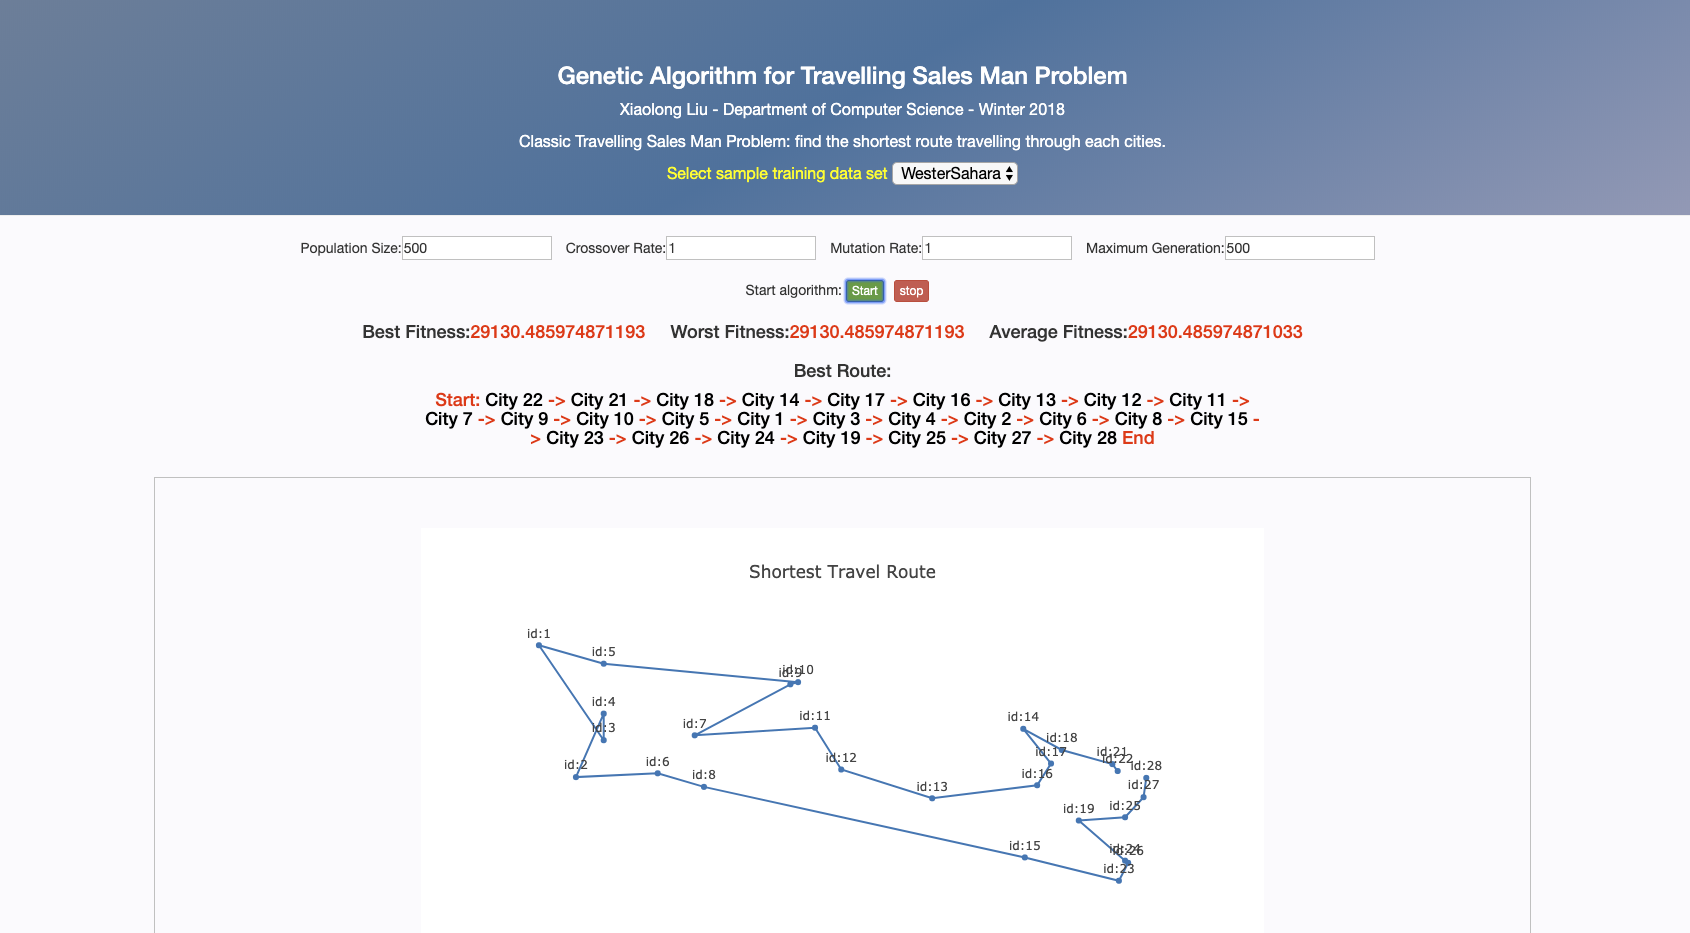 Genetic Algorithm for Travelling Sales Man Problem
Xiaolong Liu - Department of Computer Science - Winter 2018
Classic Travelling Sales Man Problem: find the shortest route travelling through each cities.
Select sample training data set WesterSahara
Population Size: 500 Crossover Rate: 1 Mutation Rate: 1 Maximum Generation: 500
Start algorithm: Start stop
Best Fitness:29130.485974871193 Worst Fitness:29130.485974871193 Average Fitness:29130.485974871033
Best Route:
Start: City 22 -> City 21 -> City 18 -> City 14 -> City 17 -> City 16 -> City 13 -> City 12 -> City 11 ->
City 7 -> City 9 -> City 10 -> City 5 -> City 1 -> City 3 -> City 4 -> City 2 -> City 6 -> City 8 -> City 15 -
> City 23 -> City 26 -> City 24 -> City 19 -> City 25 -> City 27 -> City 28 End
Shortest Travel Route
id:1
id:5
id:10
id:9
id:4
id:11
id:14
id:7
id:3
id:18
id:17
id:21
id:22
id:12
id:2
id:6
id:28
id:8
id:16
id:27
id:13
id:25
id:19
id:15
id:24
id:26
id:23